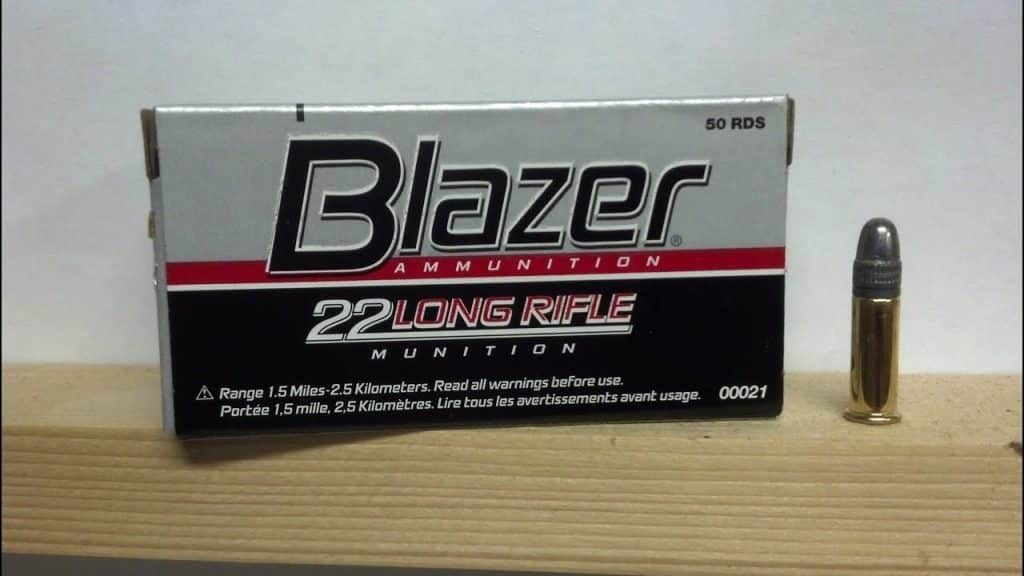 50 RDS
Blazer®
AMMUNITION
22 LONG RIFLE
MUNITION
⚠ Range 1.5 Miles-2.5 Kilometers. Read all warnings before use.
Portée 1,5 mille, 2,5 Kilomètres. Lire tous les avertissements avant usage.
00021